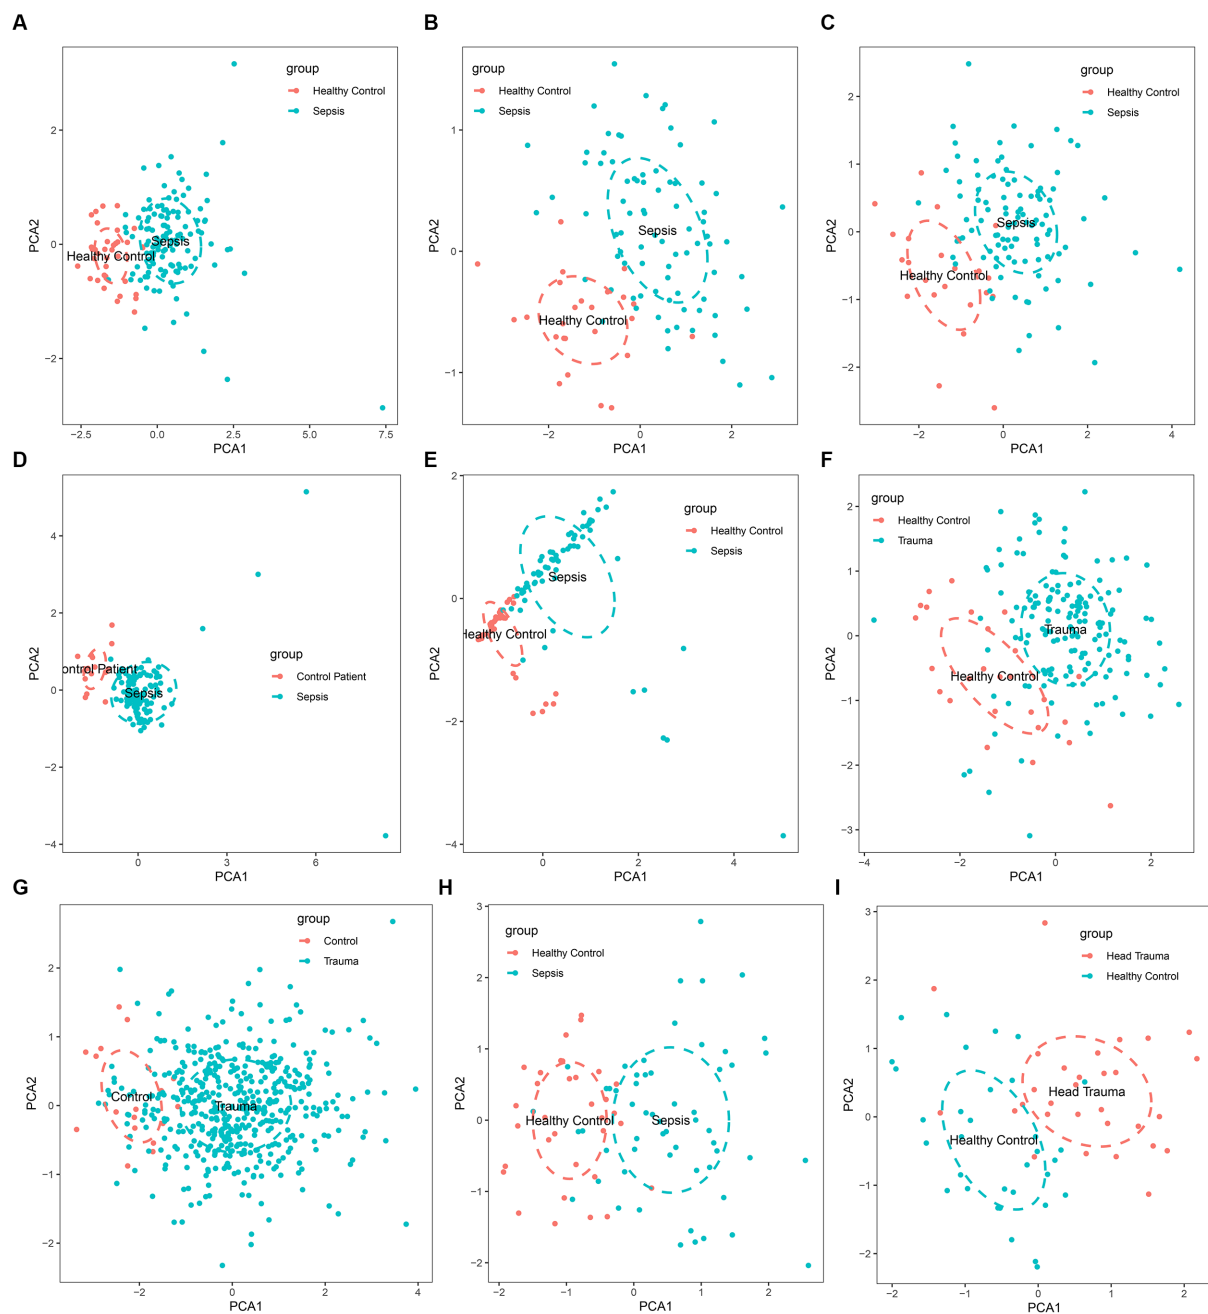 A
B
C
group
Healthy Control
Sepsis
group
Healthy Control
Sepsis
group
Healthy Control
Sepsis
PCA2
2
0
−2
Healthy Control
Sepsis
−2.5
0.0
2.5
5.0
7.5
PCA1
PCA2
1
0
−1
Sepsis
Healthy Control
−2
0
2
PCA1
PCA2
2
1
0
−1
−2
Sepsis
Healthy Control
−2
0
2
4
PCA1
D
E
F
group
Control Patient
Sepsis
PCA2
4
2
0
−2
−4
ontrol Patient
Sepsis
0
3
6
PCA1
group
Healthy Control
Sepsis
PCA2
2
0
−2
−4
Sepsis
Healthy Control
0
2
4
PCA1
group
Healthy Control
Trauma
PCA2
2
1
0
−1
−2
−3
Trauma
Healthy Control
−4
−2
0
2
PCA1
G
H
I
group
Control
Trauma
PCA2
2
1
0
−1
−2
Control
Trauma
−2
0
2
4
PCA1
group
Healthy Control
Sepsis
PCA2
3
2
1
0
−1
−2
Healthy Control
Sepsis
−2
−1
0
1
2
PCA1
group
Head Trauma
Healthy Control
PCA2
3
2
1
0
−1
−2
Head Trauma
Healthy Control
−2
−1
0
1
2
PCA1